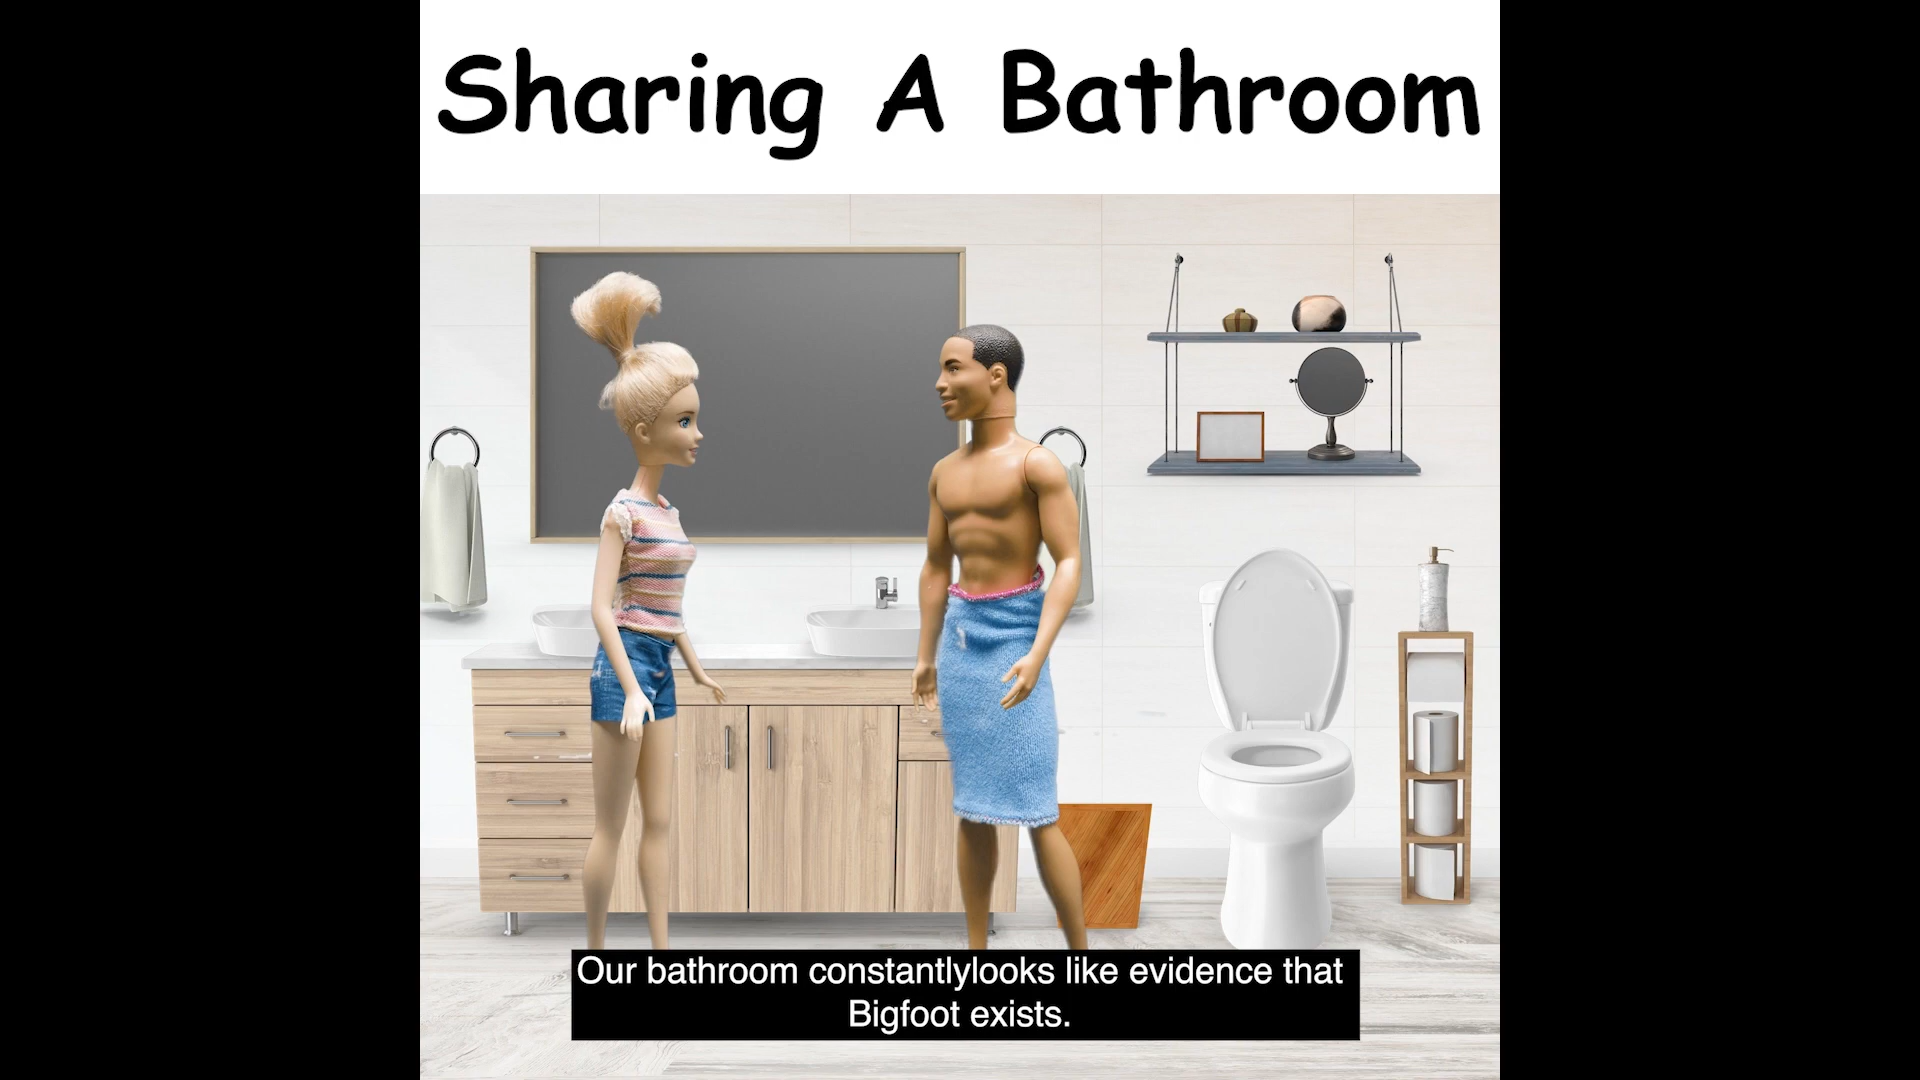 Sharing A Bathroom
Our bathroom constantlylooks like evidence that
Bigfoot exists.